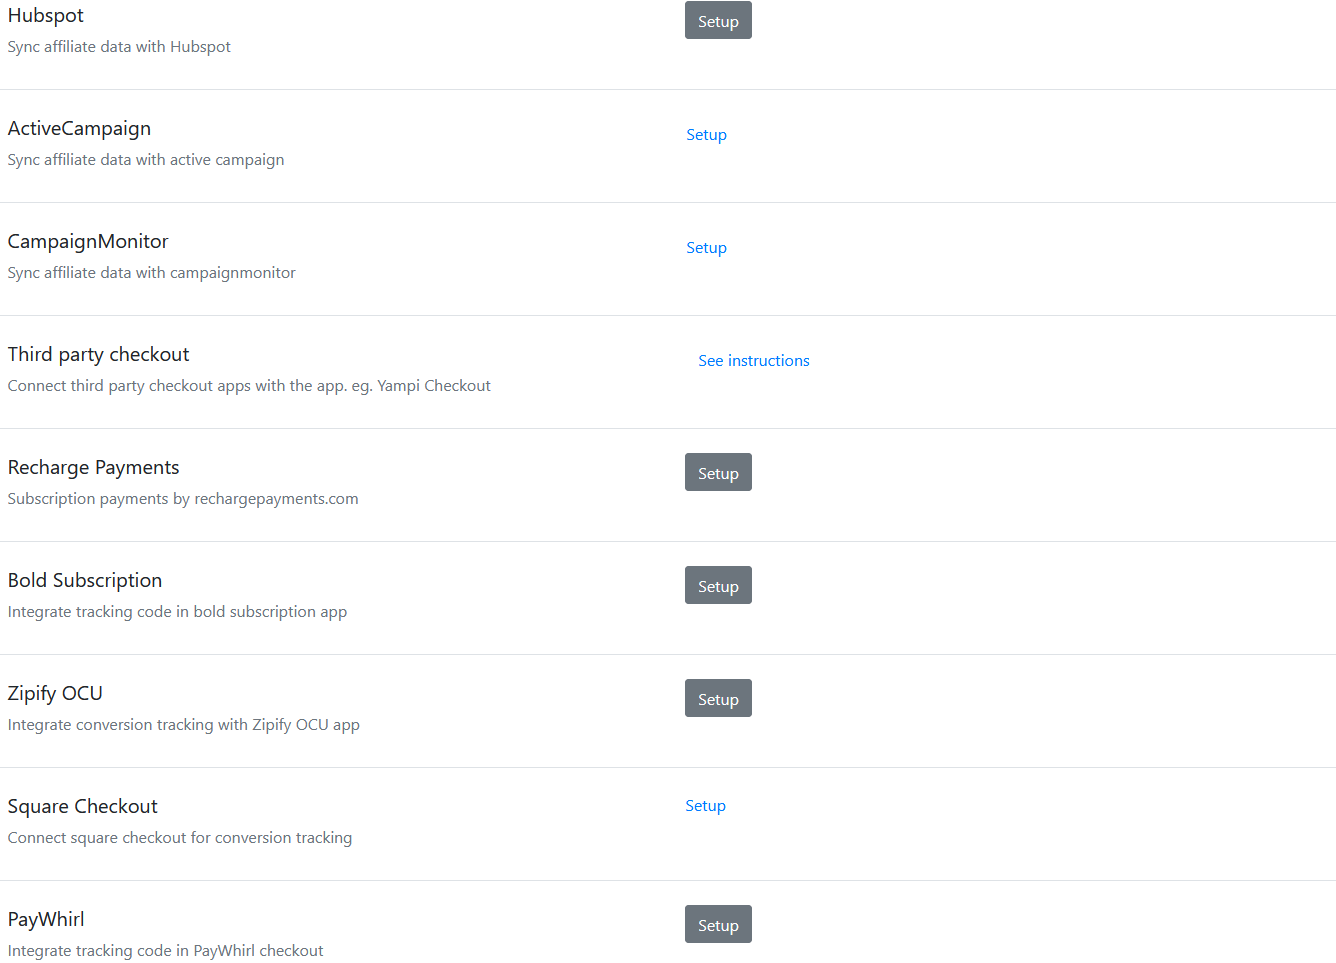 Hubspot
Setup
Sync affiliate data with Hubspot
ActiveCampaign
Setup
Sync affiliate data with active campaign
CampaignMonitor
Setup
Sync affiliate data with campaignmonitor
Third party checkout
See instructions
Connect third party checkout apps with the app. eg. Yampi Checkout
Recharge Payments
Setup
Subscription payments by rechargepayments.com
Bold Subscription
Setup
Integrate tracking code in bold subscription app
Zipify OCU
Setup
Integrate conversion tracking with Zipify OCU app
Square Checkout
Setup
Connect square checkout for conversion tracking
PayWhirl
Setup
Integrate tracking code in PayWhirl checkout